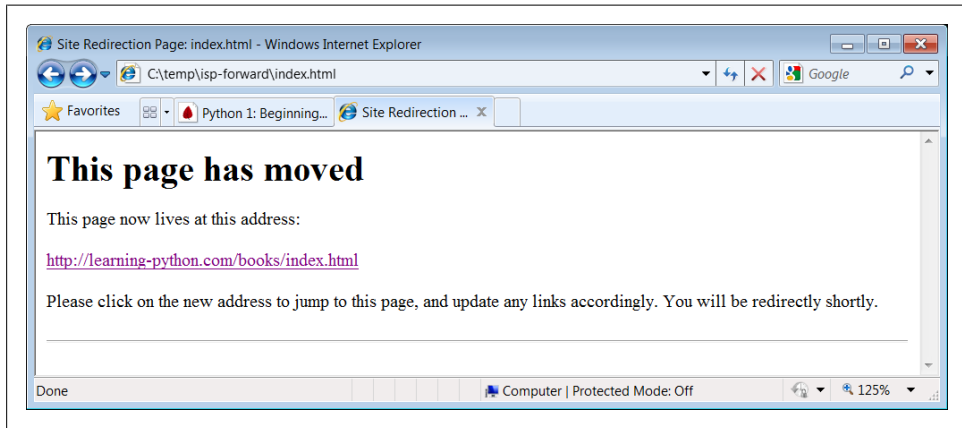 Site Redirection Page: index.html - Windows Internet Explorer
C:\temp\isp-forward\index.html
Google
Favorites
Python 1: Beginning...
Site Redirection ...
This page has moved
This page now lives at this address:
http://learning-python.com/books/index.html
Please click on the new address to jump to this page, and update any links accordingly. You will be redirectly shortly.
Done
Computer | Protected Mode: Off
125%